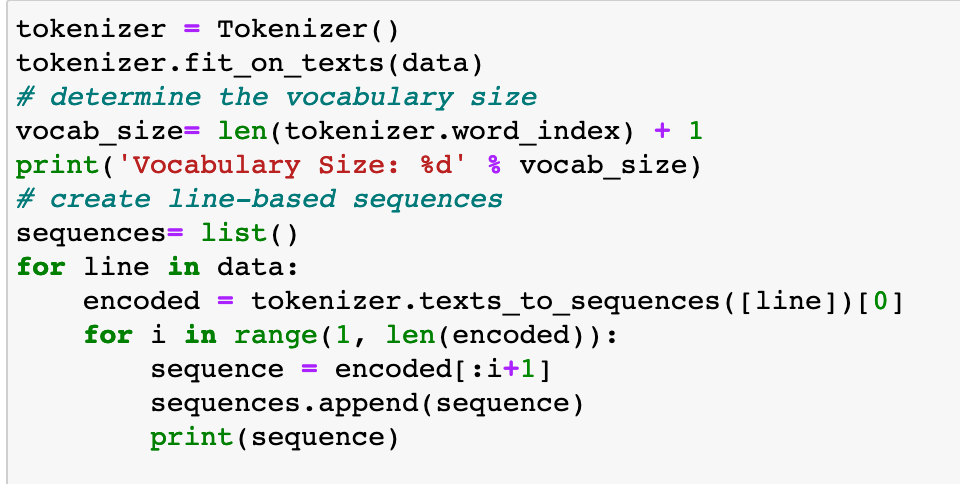 tokenizer = Tokenizer()
tokenizer.fit_on_texts(data)
# determine the vocabulary size
vocab_size= len(tokenizer.word_index) + 1
print('Vocabulary Size: %d' % vocab_size)
# create line-based sequences
sequences= list()
for line in data:
    encoded = tokenizer.texts_to_sequences([line])[0]
    for i in range(1, len(encoded)):
        sequence = encoded[:i+1]
        sequences.append(sequence)
        print(sequence)